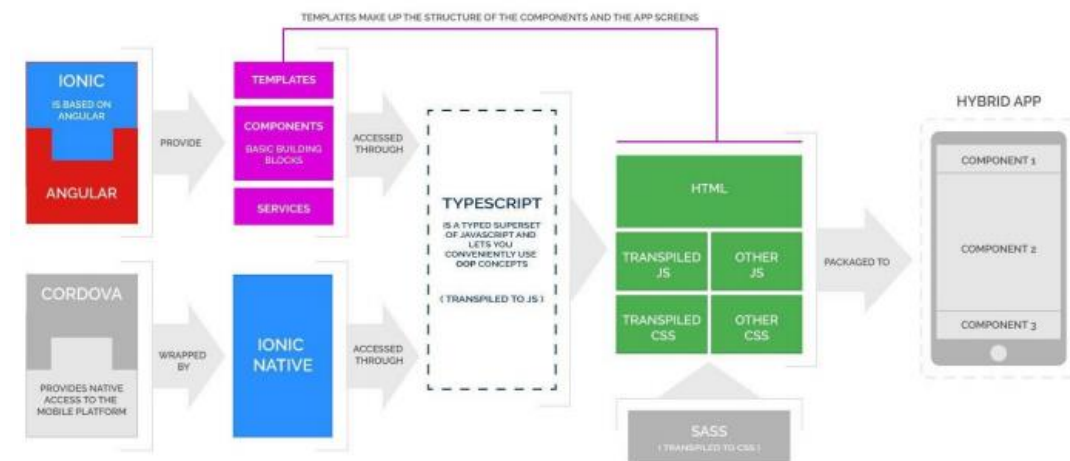 TEMPLATES MAKE UP THE STRUCTURE OF THE COMPONENTS AND THE APP SCREENS
IONIC
IS BASED ON
ANGULAR
ANGULAR
PROVIDE
TEMPLATES
COMPONENTS
BASIC BUILDING
BLOCKS
SERVICES
ACCESSED
THROUGH
CORDOVA
PROVIDES NATIVE
ACCESS TO THE
MOBILE PLATFORM
WRAPPED
BY
IONIC
NATIVE
ACCESSED
THROUGH
TYPESCRIPT
IS A TYPED SUPERSET
OF JAVASCRIPT AND
LETS YOU
CONVENIENTLY USE
OOP CONCEPTS
( TRANSPILED TO JS )
HTML
TRANSPILED
JS
OTHER
JS
TRANSPILED
CSS
OTHER
CSS
SASS
( TRANSPILED TO CSS )
PACKAGED TO
HYBRID APP
COMPONENT 1
COMPONENT 2
COMPONENT 3